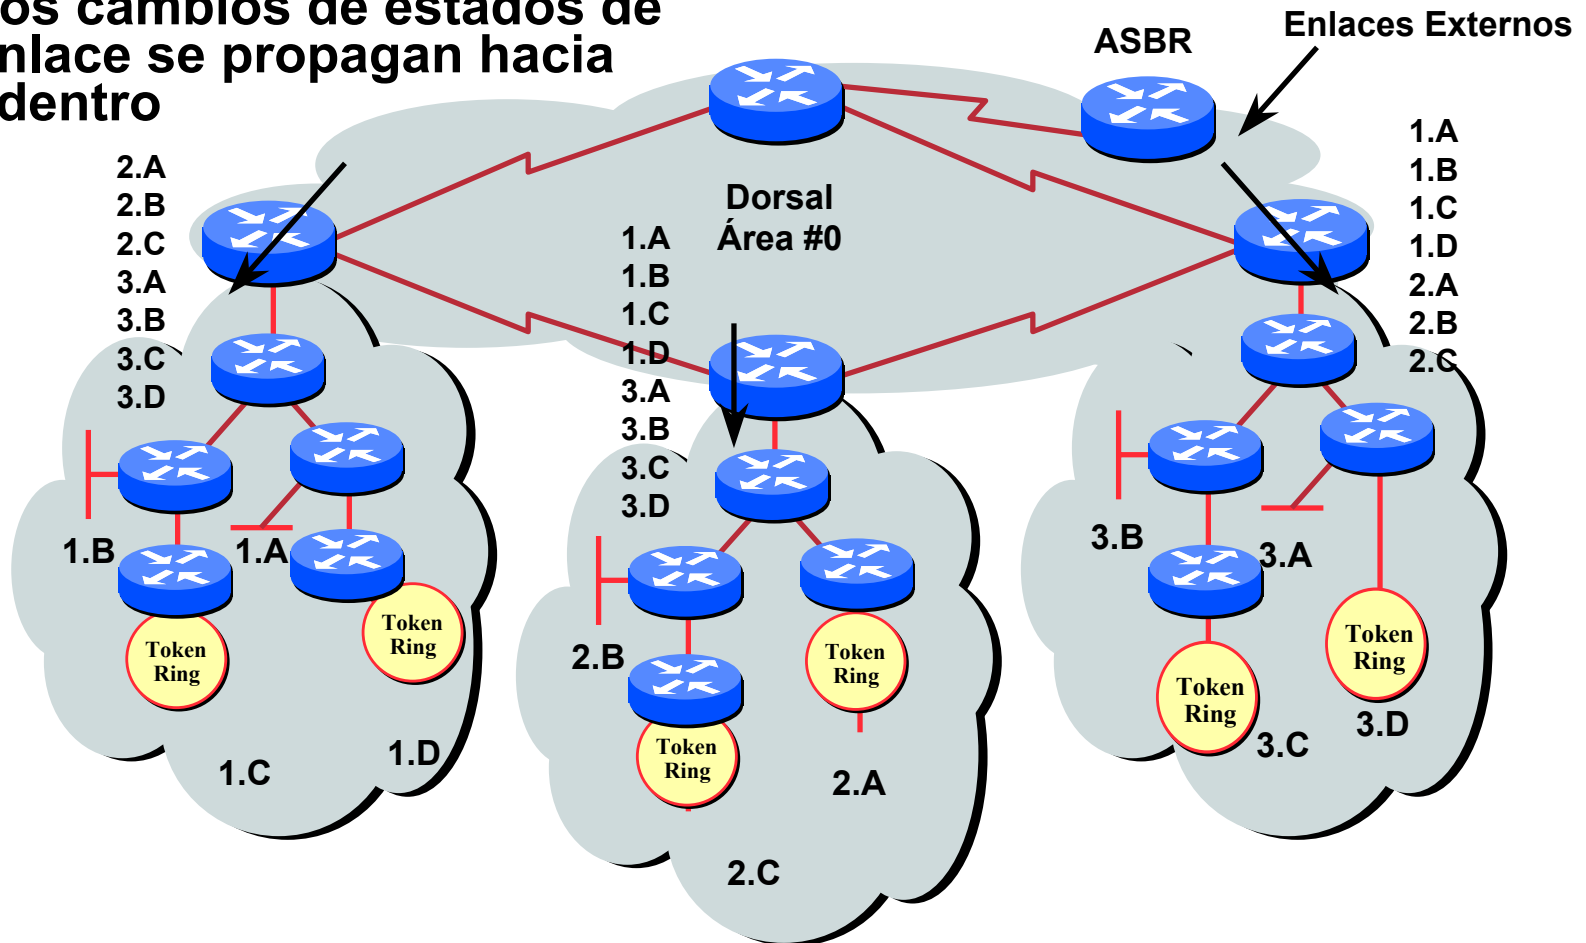 os cambios de estados de
nlace se propagan hacia
dentro
Enlaces Externos
ASBR
2.A
2.B
2.C
3.A
3.B
3.C
3.D
Dorsal
Área #0
1.A
1.B
1.C
1.D
3.A
3.B
3.C
3.D
1.A
1.B
1.C
1.D
2.A
2.B
2.C
1.B
1.A
Token
Ring
Token
Ring
1.C
1.D
2.B
Token
Ring
Token
Ring
2.A
2.C
3.B
3.A
Token
Ring
Token
Ring
3.C
3.D